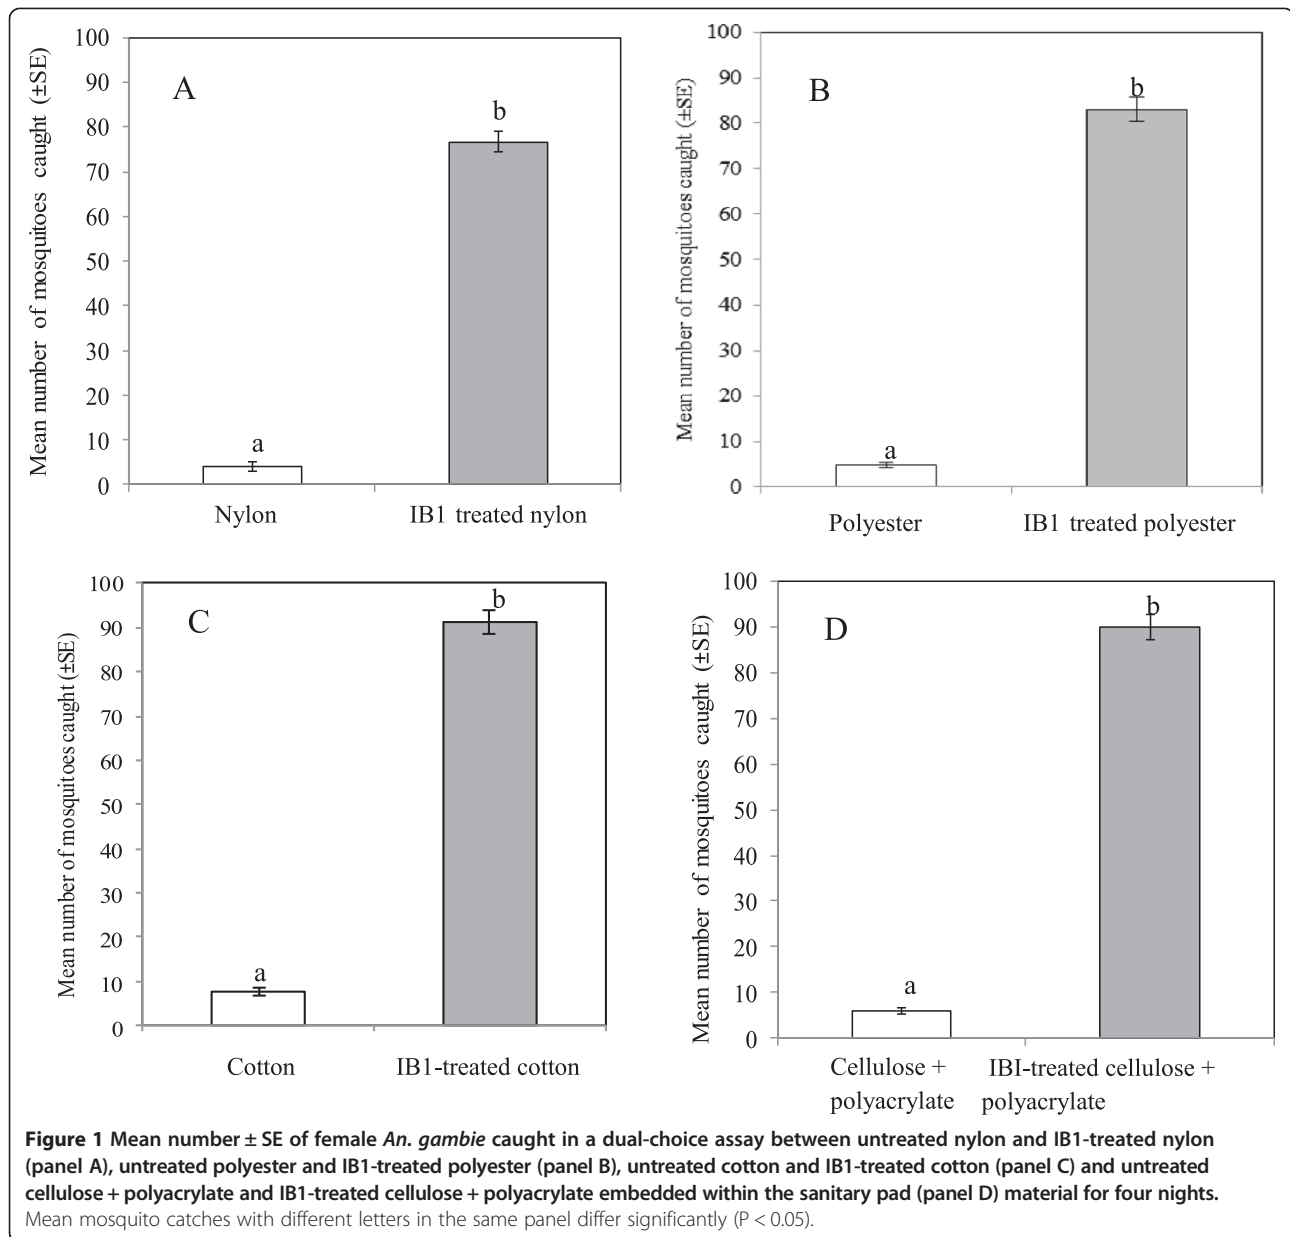 Mean number of mosquitoes caught (±SE)
100
90
80
70
60
50
40
30
20
10
0
A
a
b
Nylon
IB1 treated nylon
Mean number of mosquitoes caught (±SE)
100
90
80
70
60
50
40
30
20
10
0
B
a
b
Polyester
IB1 treated polyester
Mean number of mosquitoes caught (±SE)
100
90
80
70
60
50
40
30
20
10
0
C
a
b
Cotton
IB1-treated cotton
Mean number of mosquitoes caught (±SE)
100
90
80
70
60
50
40
30
20
10
0
D
a
b
Cellulose +
polyacrylate
IBI-treated cellulose +
polyacrylate
Figure 1 Mean number ± SE of female An. gambie caught in a dual-choice assay between untreated nylon and IB1-treated nylon
(panel A), untreated polyester and IB1-treated polyester (panel B), untreated cotton and IB1-treated cotton (panel C) and untreated
cellulose + polyacrylate and IB1-treated cellulose + polyacrylate embedded within the sanitary pad (panel D) material for four nights.
Mean mosquito catches with different letters in the same panel differ significantly (P < 0.05).